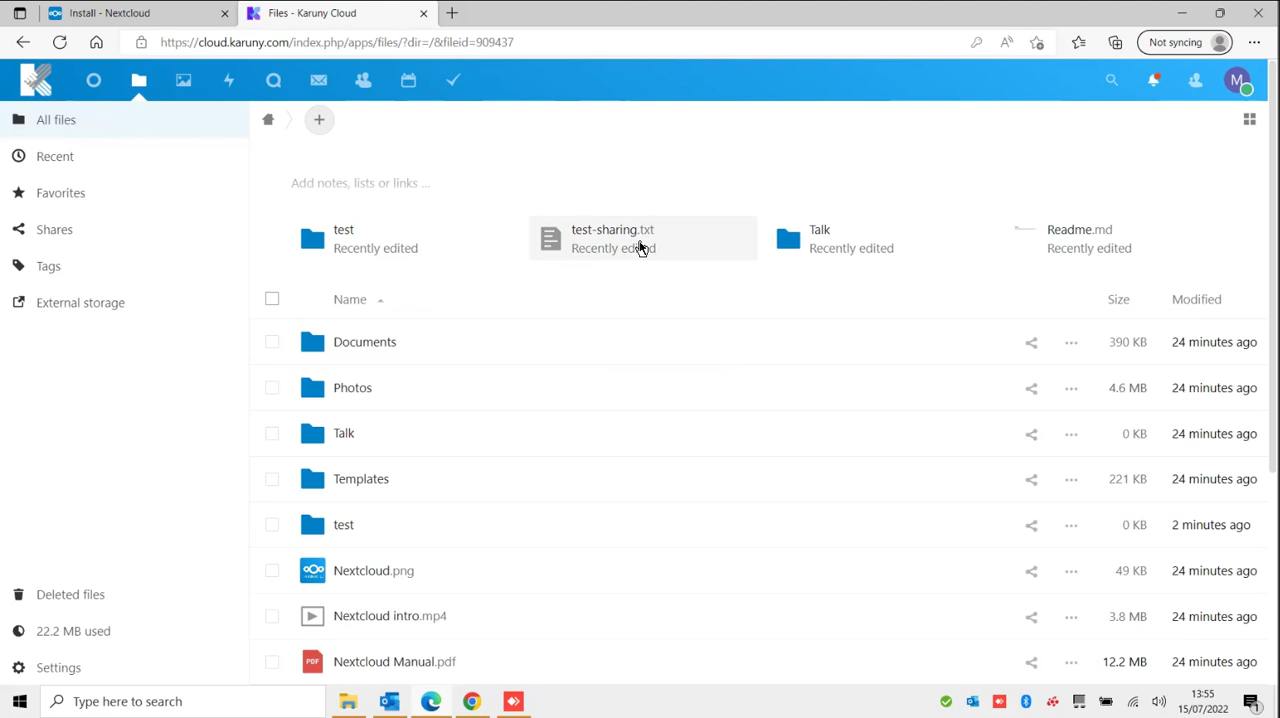 Install - Nextcloud
Files - Karuny Cloud
https://cloud.karuny.com/index.php/apps/files/?dir=/&fileid=909437
Not syncing
M
All files
Recent
Favorites
Shares
Tags
External storage
Add notes, lists or links ...
test
Recently edited
test-sharing.txt
Recently edited
Talk
Recently edited
Readme.md
Recently edited
Name Size Modified
Documents 390 KB 24 minutes ago
Photos 4.6 MB 24 minutes ago
Talk 0 KB 24 minutes ago
Templates 221 KB 24 minutes ago
test 0 KB 2 minutes ago
Nextcloud.png 49 KB 24 minutes ago
Nextcloud intro.mp4 3.8 MB 24 minutes ago
PDF Nextcloud Manual.pdf 12.2 MB 24 minutes ago
Deleted files
22.2 MB used
Settings
Type here to search
13:55
15/07/2022
1